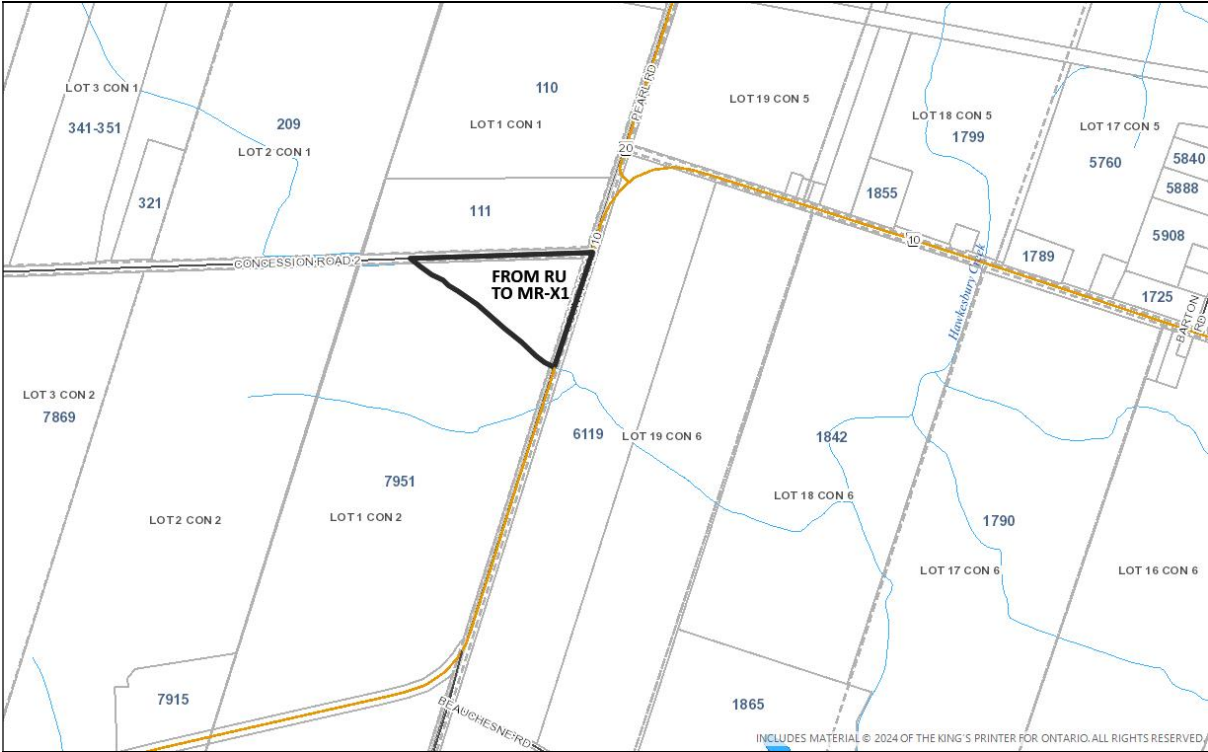 PEARL RD
110
LOT 3 CON 1
341-351
209
LOT 2 CON 1
LOT 1 CON 1
LOT 19 CON 5
LOT 18 CON 5
1799
LOT 17 CON 5
5760
5840
5888
20
321
111
1855
5908
10
10
1789
1725
CONCESSION ROAD 2
FROM RU
TO MR-X1
Hawkesbury Creek
BARTON
RD
LOT 3 CON 2
7869
6119
LOT 19 CON 6
1842
7951
LOT 2 CON 2
LOT 1 CON 2
LOT 18 CON 6
1790
LOT 17 CON 6
LOT 16 CON 6
7915
BEAUCHESNE RD
1865
INCLUDES MATERIAL © 2024 OF THE KING'S PRINTER FOR ONTARIO. ALL RIGHTS RESERVED.